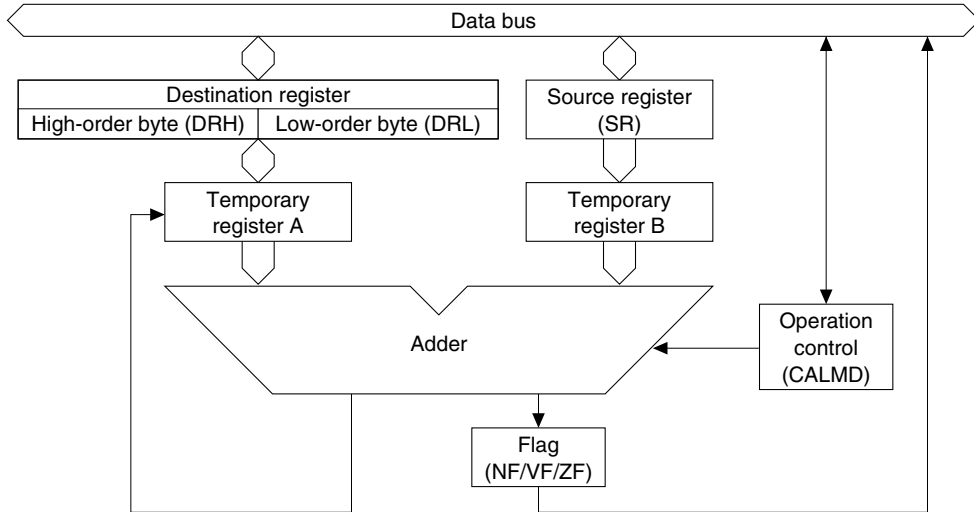 Data bus
Destination register
High-order byte (DRH)
Low-order byte (DRL)
Source register
(SR)
Temporary
register A
Temporary
register B
Adder
Operation
control
(CALMD)
Flag
(NF/VF/ZF)